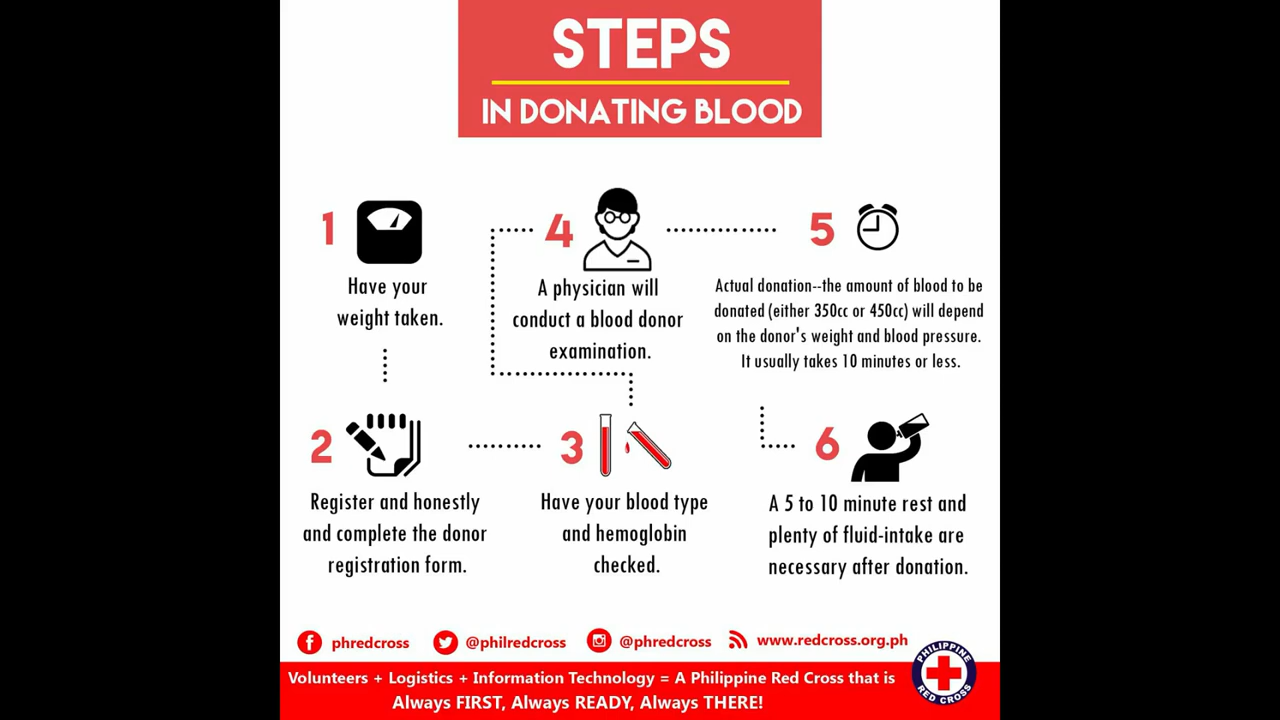 STEPS
IN DONATING BLOOD
1
Have your
weight taken.
2
Register and honestly
and complete the donor
registration form.
3
Have your blood type
and hemoglobin
checked.
4
A physician will
conduct a blood donor
examination.
5
Actual donation--the amount of blood to be
donated (either 350cc or 450cc) will depend
on the donor's weight and blood pressure.
It usually takes 10 minutes or less.
6
A 5 to 10 minute rest and
plenty of fluid-intake are
necessary after donation.
phredcross @philredcross @phredcross www.redcross.org.ph
Volunteers + Logistics + Information Technology = A Philippine Red Cross that is
Always FIRST, Always READY, Always THERE!
PHILIPPINE
RED CROSS